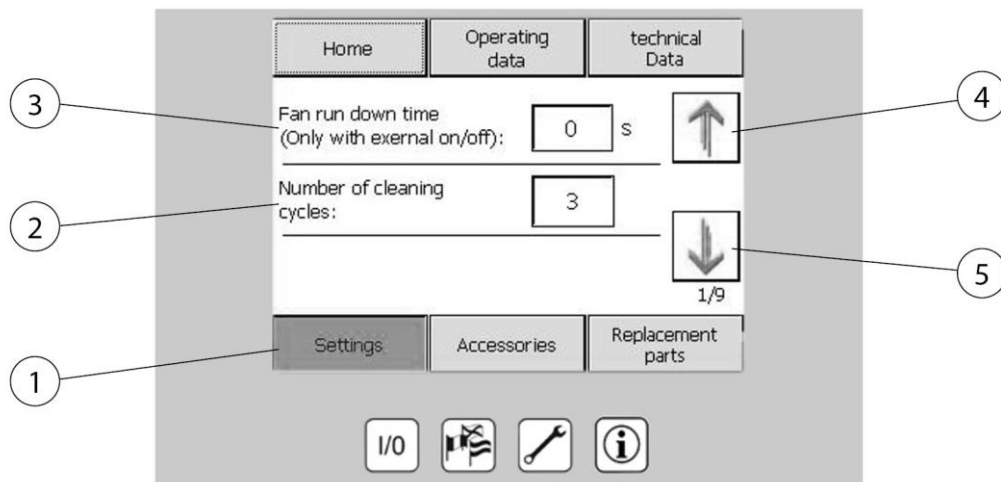 Home
Operating
data
technical
Data
3
Fan run down time
(Only with exernal on/off):
0
s
4
2
Number of cleaning
cycles:
3
5
1/9
1
Settings
Accessories
Replacement
parts
I/0
i